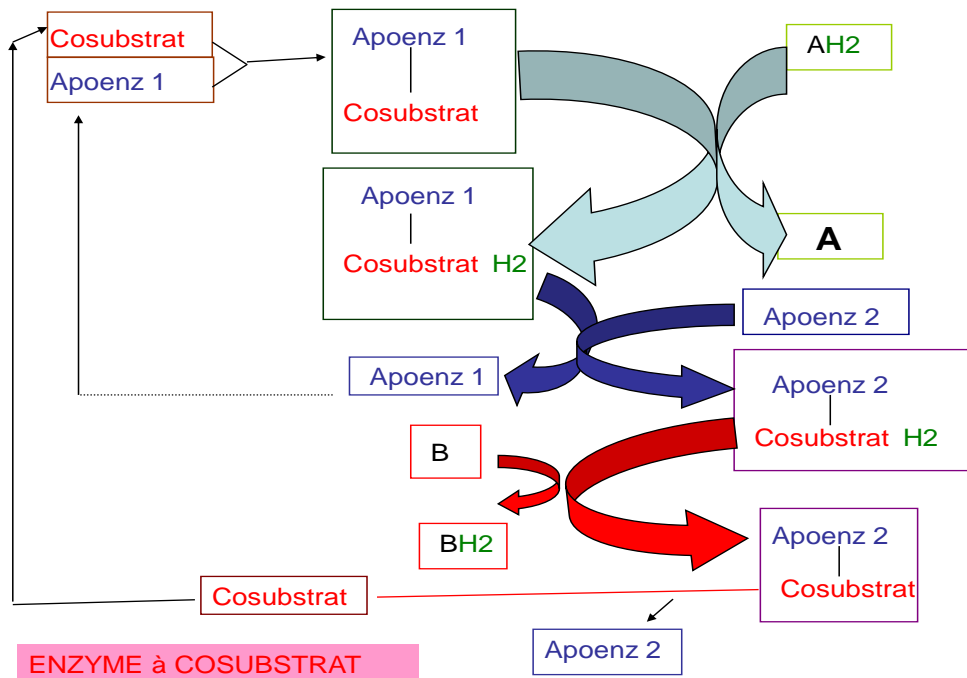 Cosubstrat
Apoenz 1
Apoenz 1
Cosubstrat
AH2
Apoenz 1
Cosubstrat H2
A
Apoenz 2
Apoenz 1
Apoenz 2
Cosubstrat H2
B
BH2
Apoenz 2
Cosubstrat
Cosubstrat
Apoenz 2
ENZYME à COSUBSTRAT